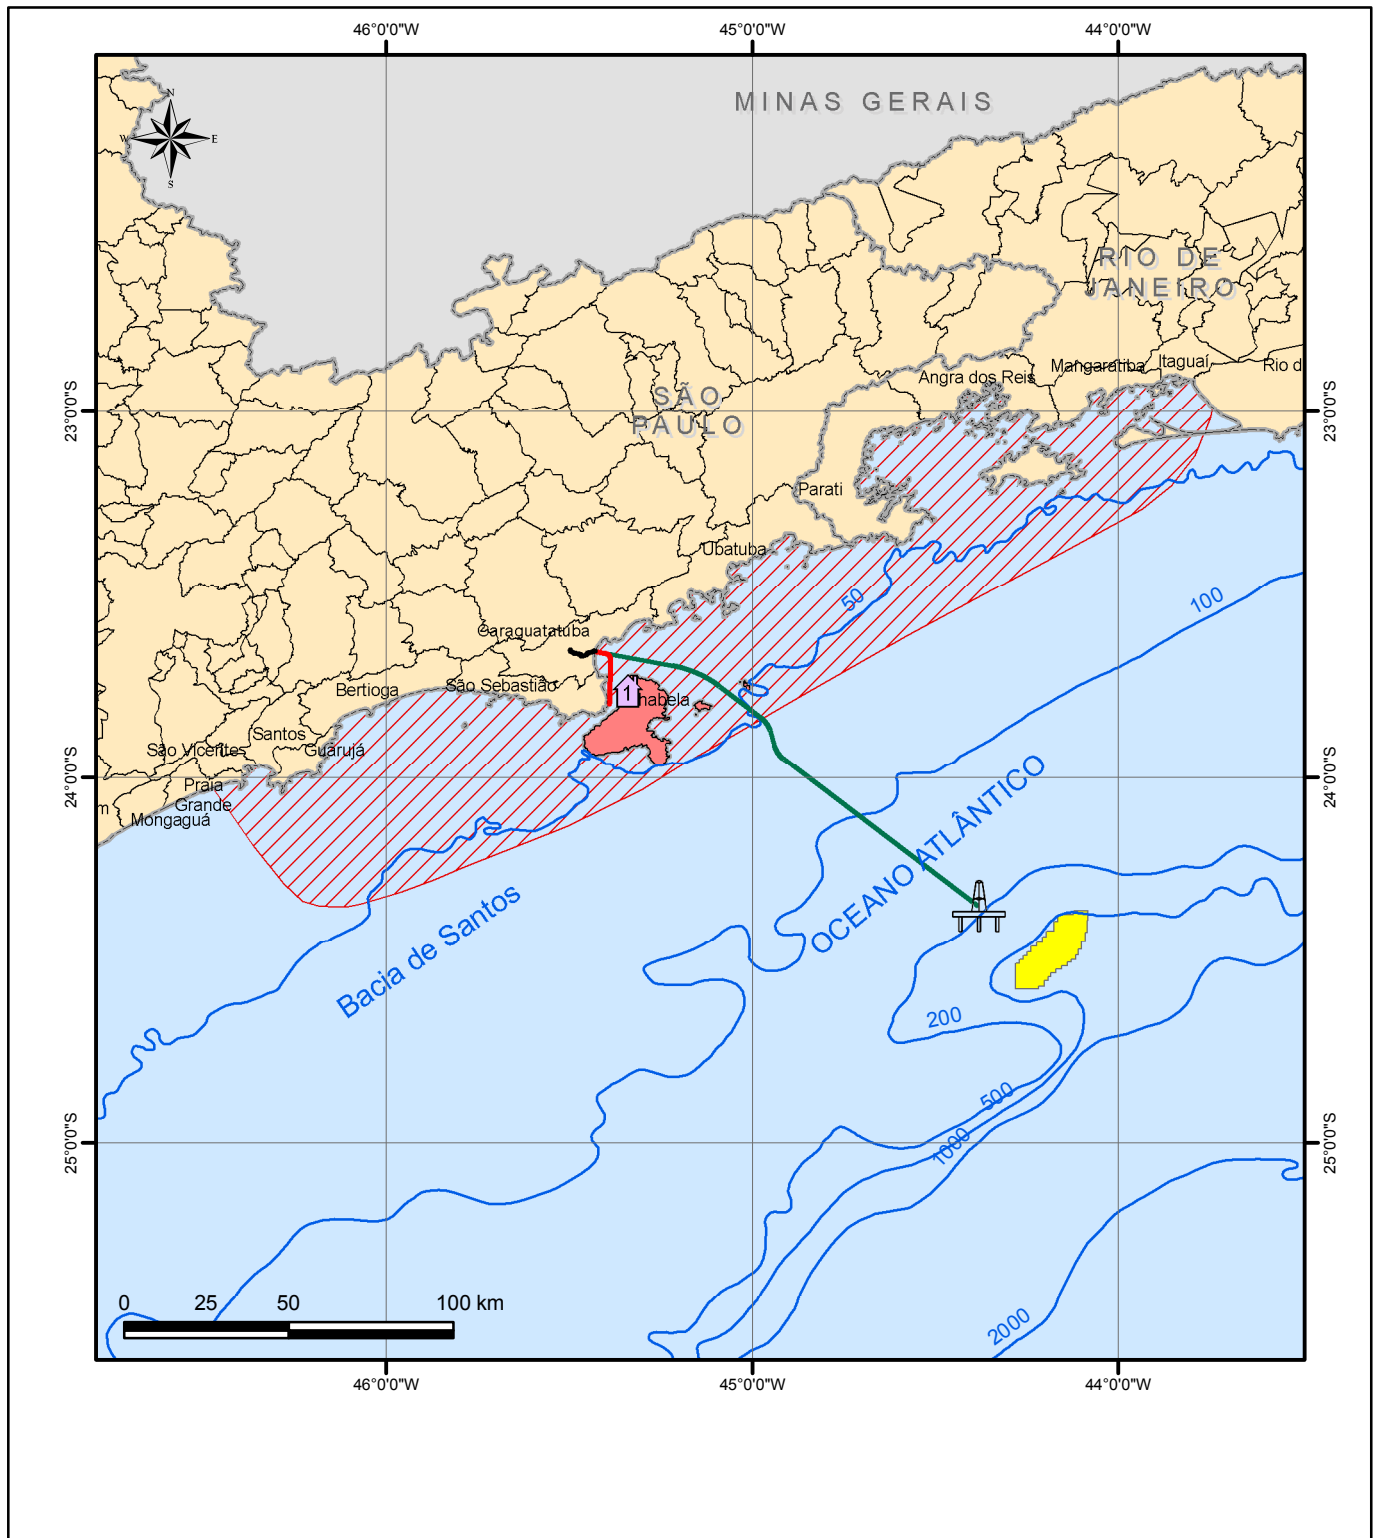 46°0'0"W
45°0'0"W
44°0'0"W
MINAS GERAIS
N
W
E
S
RIO DE
JANEIRO
Mangaratiba
Itaguaí
Rio d
Angra dos Reis
23°0'0"S
23°0'0"S
SÃO
PAULO
Parati
Ubatuba
50
100
Caraguatatuba
São Sebastião
Bertioga
1
habela
Santos
São Vicentes
Guarujá
24°0'0"S
24°0'0"S
Praia
Grande
m
Mongaguá
OCEANO ATLÂNTICO
Bacia de Santos
200
500
1000
25°0'0"S
25°0'0"S
2000
0
25
50
100 km
46°0'0"W
45°0'0"W
44°0'0"W